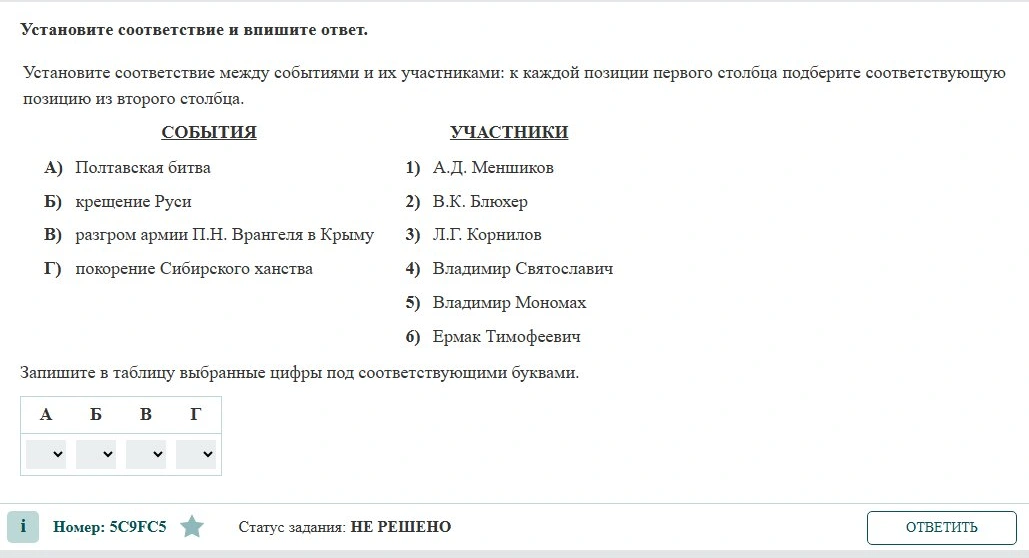 Установите соответствие и впишите ответ.
Установите соответствие между событиями и их участниками: к каждой позиции первого столбца подберите соответствующую
позицию из второго столбца.
СОБЫТИЯ УЧАСТНИКИ
А) Полтавская битва 1) А.Д. Меншиков
Б) крещение Руси 2) В.К. Блюхер
В) разгром армии П.Н. Врангеля в Крыму 3) Л.Г. Корнилов
Г) покорение Сибирского ханства 4) Владимир Святославич
5) Владимир Мономах
6) Ермак Тимофеевич
Запишите в таблицу выбранные цифры под соответствующими буквами.
А Б В Г
i Номер: 5C9FC5 Статус задания: НЕ РЕШЕНО ОТВЕТИТЬ